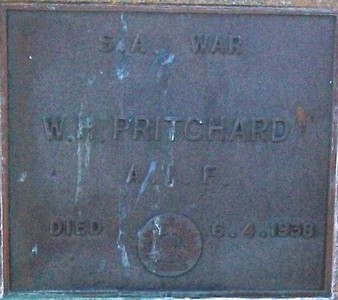 S.A. WAR
W.H. PRITCHARD
A.I.F.
DIED 6.4.1938